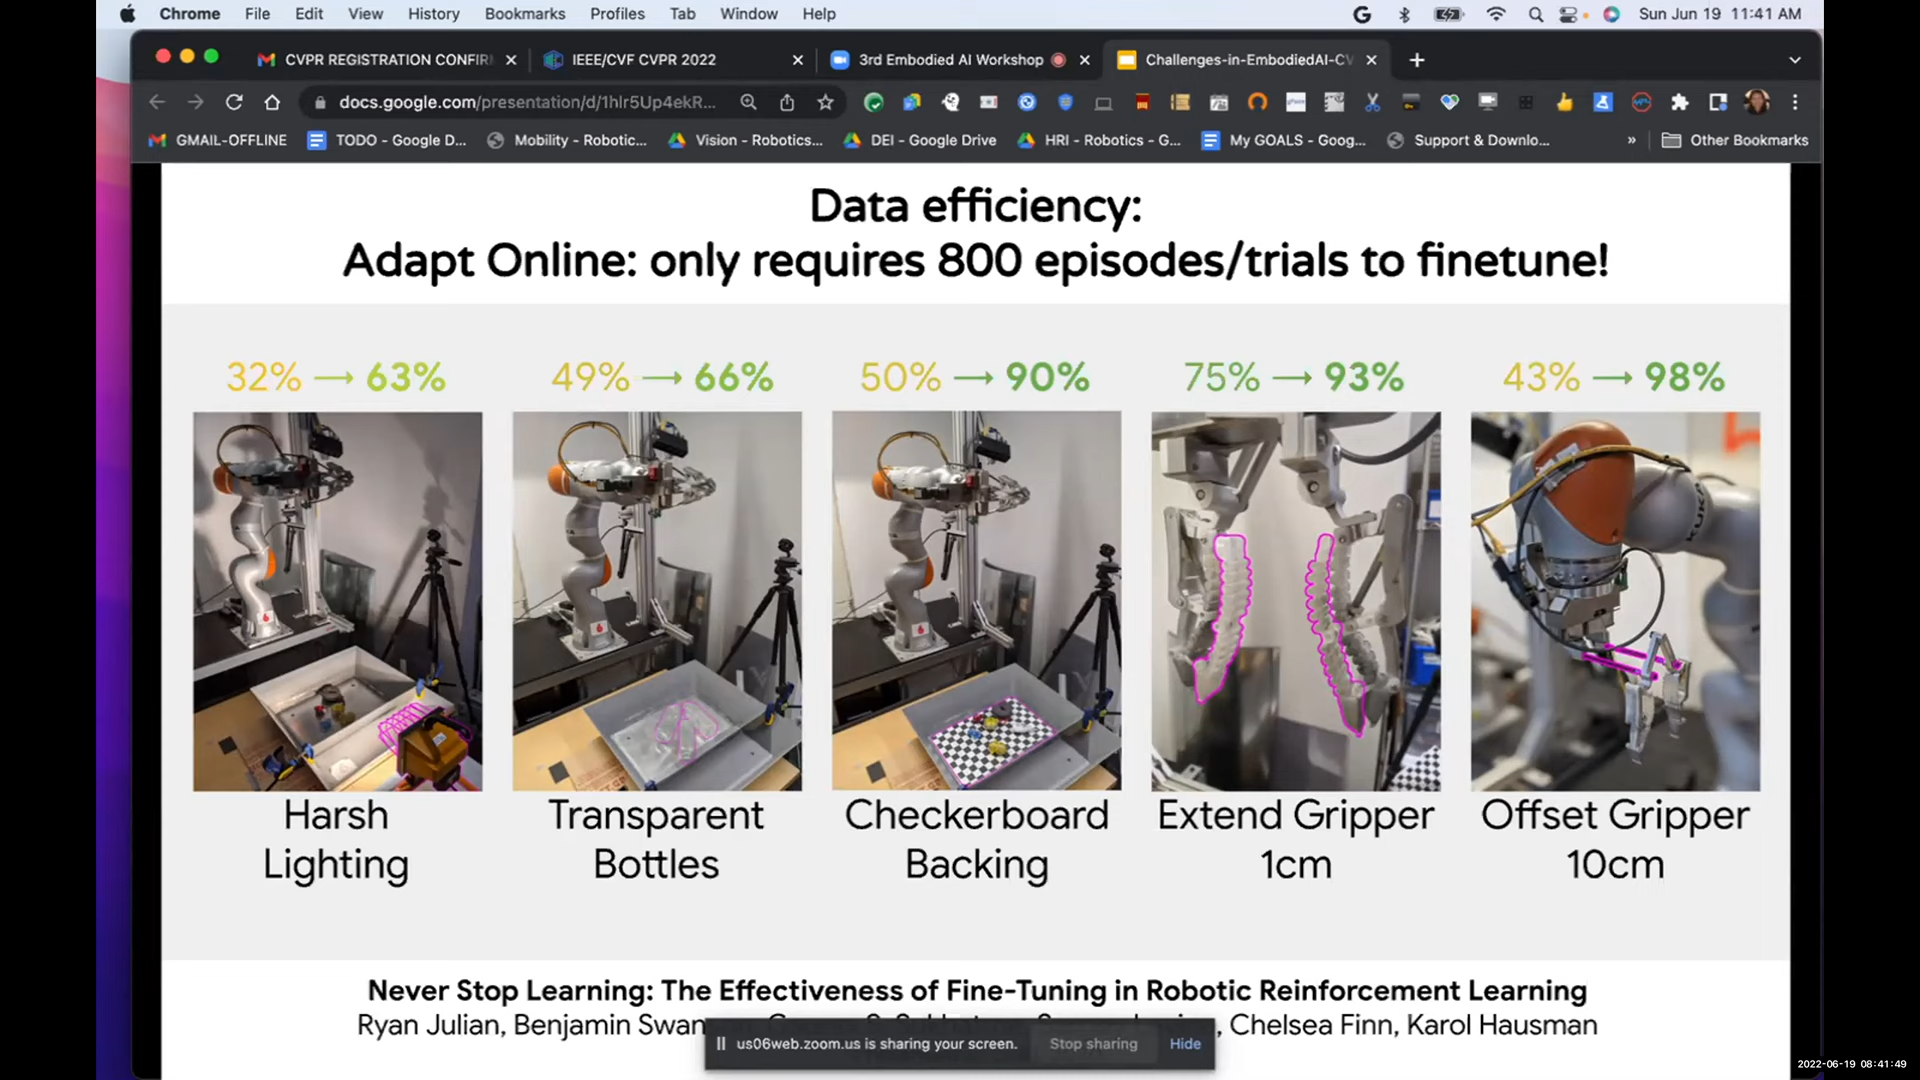 Chrome File Edit View History Bookmarks Profiles Tab Window Help Sun Jun 19 11:41 AM
CVPR REGISTRATION CONFIR IEEE/CVF CVPR 2022 3rd Embodied AI Workshop Challenges-in-EmbodiedAI-CV
docs.google.com/presentation/d/1hlr5Up4ekR...
GMAIL-OFFLINE TODO - Google D... Mobility - Robotic... Vision - Robotics... DEI - Google Drive HRI - Robotics - G... My GOALS - Goog... Support & Downlo... » Other Bookmarks
Data efficiency:
Adapt Online: only requires 800 episodes/trials to finetune!
32% → 63% 49% → 66% 50% → 90% 75% → 93% 43% → 98%
KUKA
Harsh Lighting
Transparent Bottles
Checkerboard Backing
Extend Gripper 1cm
Offset Gripper 10cm
Never Stop Learning: The Effectiveness of Fine-Tuning in Robotic Reinforcement Learning
Ryan Julian, Benjamin Swan , Chelsea Finn, Karol Hausman
us06web.zoom.us is sharing your screen. Stop sharing Hide
2022-06-19 08:41:49